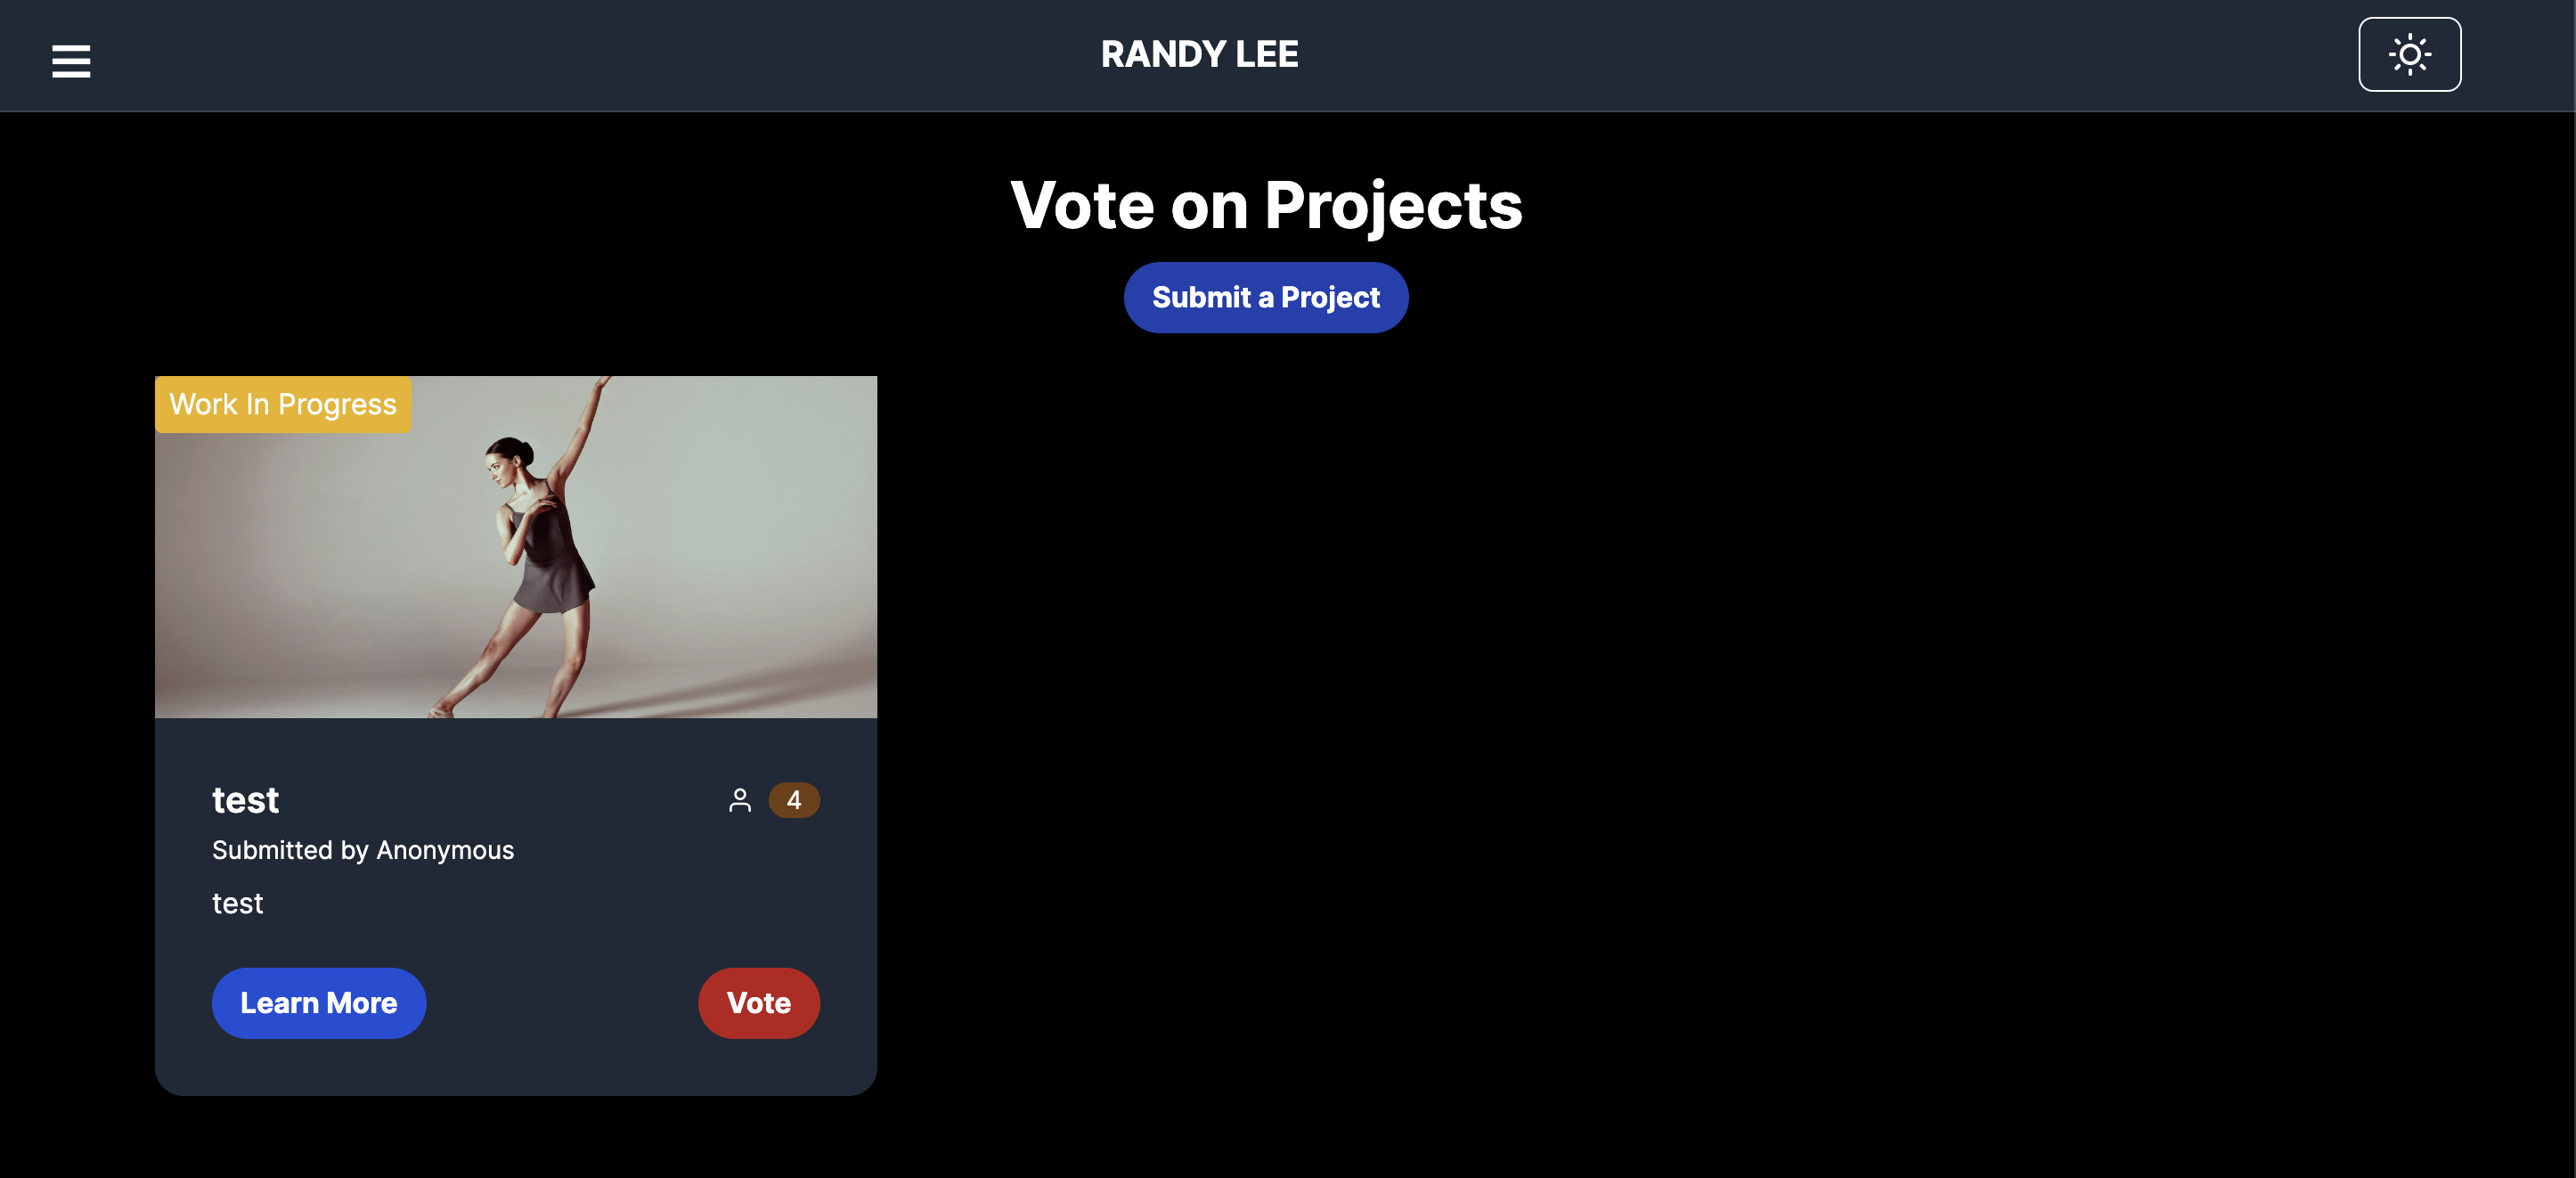 RANDY LEE
Vote on Projects
Submit a Project
Work In Progress
test
4
Submitted by Anonymous
test
Learn More
Vote